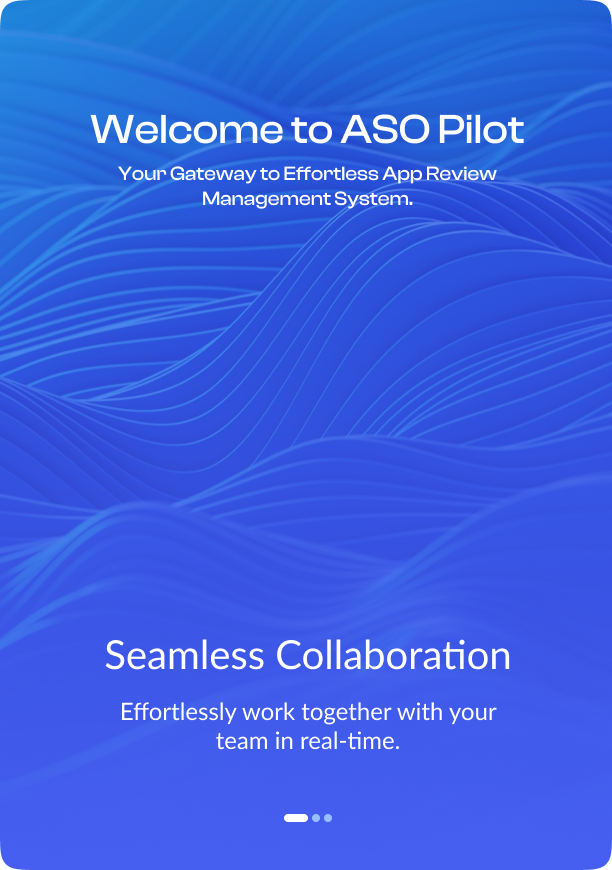 Welcome to ASO Pilot
Your Gateway to Effortless App Review
Management System.
Seamless Collaboration
Effortlessly work together with your
team in real-time.